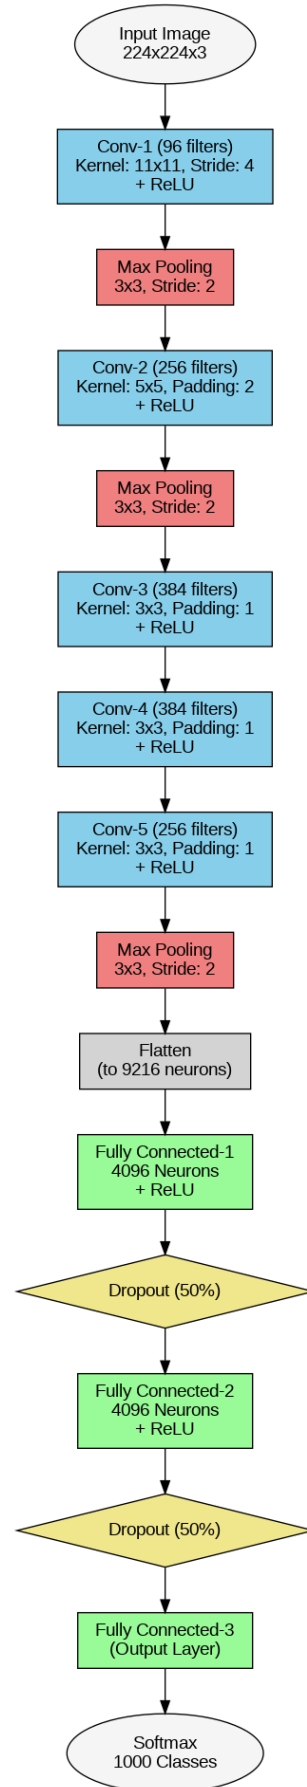 Input Image
224x224x3
Conv-1 (96 filters)
Kernel: 11x11, Stride: 4
+ ReLU
Max Pooling
3x3, Stride: 2
Conv-2 (256 filters)
Kernel: 5x5, Padding: 2
+ ReLU
Max Pooling
3x3, Stride: 2
Conv-3 (384 filters)
Kernel: 3x3, Padding: 1
+ ReLU
Conv-4 (384 filters)
Kernel: 3x3, Padding: 1
+ ReLU
Conv-5 (256 filters)
Kernel: 3x3, Padding: 1
+ ReLU
Max Pooling
3x3, Stride: 2
Flatten
(to 9216 neurons)
Fully Connected-1
4096 Neurons
+ ReLU
Dropout (50%)
Fully Connected-2
4096 Neurons
+ ReLU
Dropout (50%)
Fully Connected-3
(Output Layer)
Softmax
1000 Classes